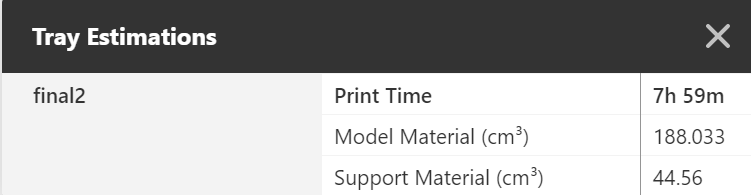 Tray Estimations
final2 Print Time 7h 59m
Model Material (cm³) 188.033
Support Material (cm³) 44.56